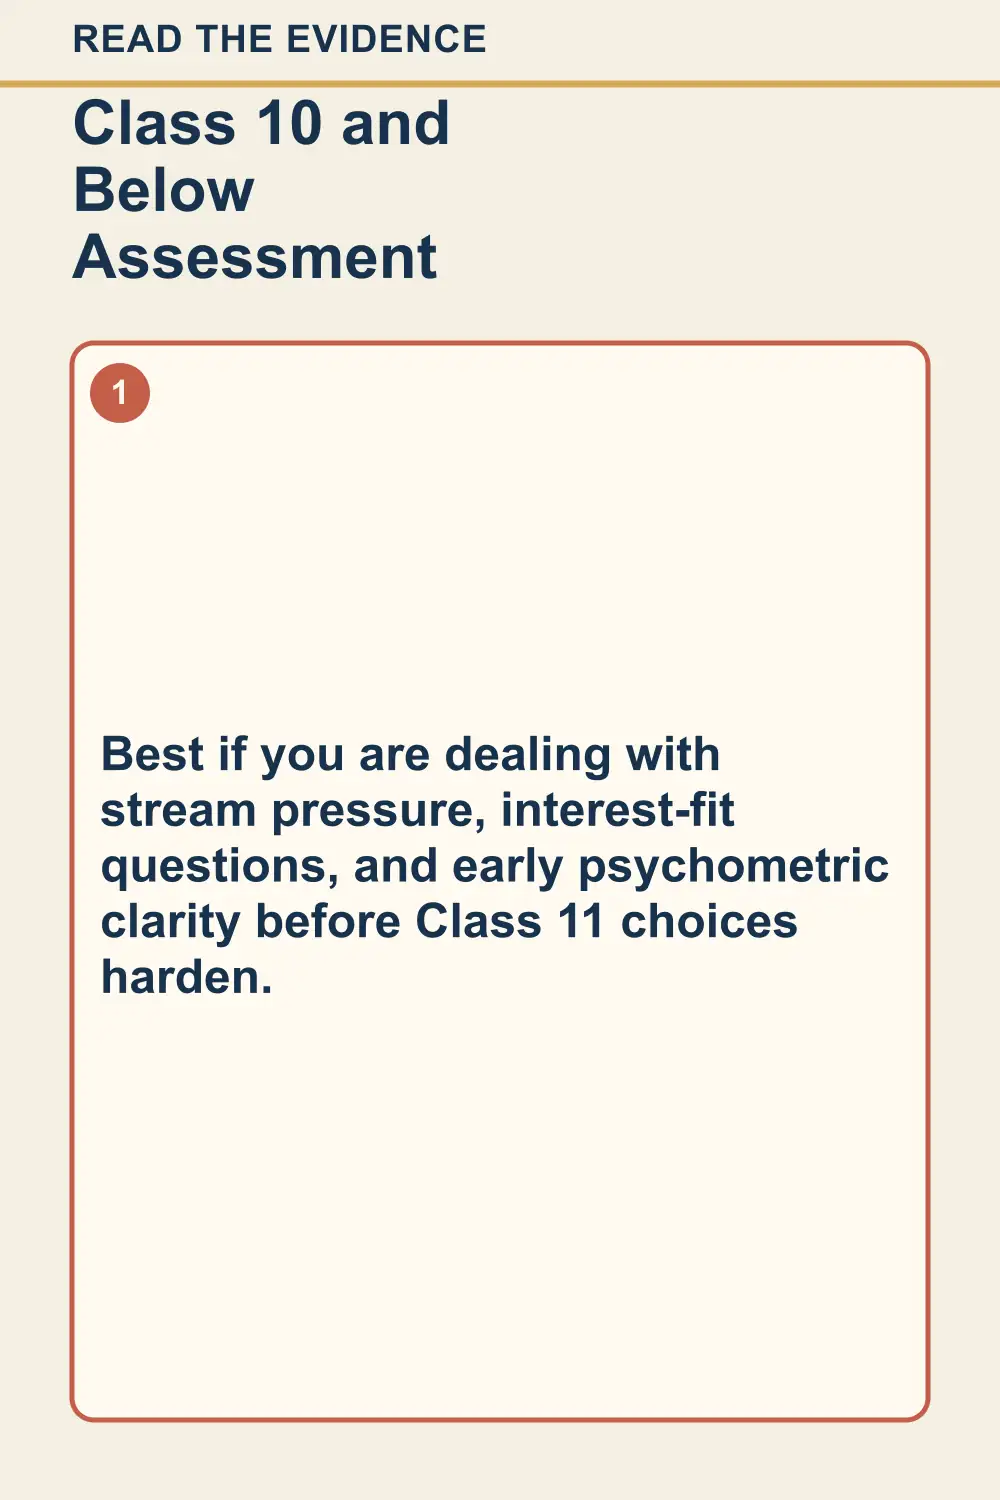 READ THE EVIDENCE
Class 10 and
Below
Assessment
1
Best if you are dealing with
stream pressure, interest-fit
questions, and early psychometric
clarity before Class 11 choices
harden.